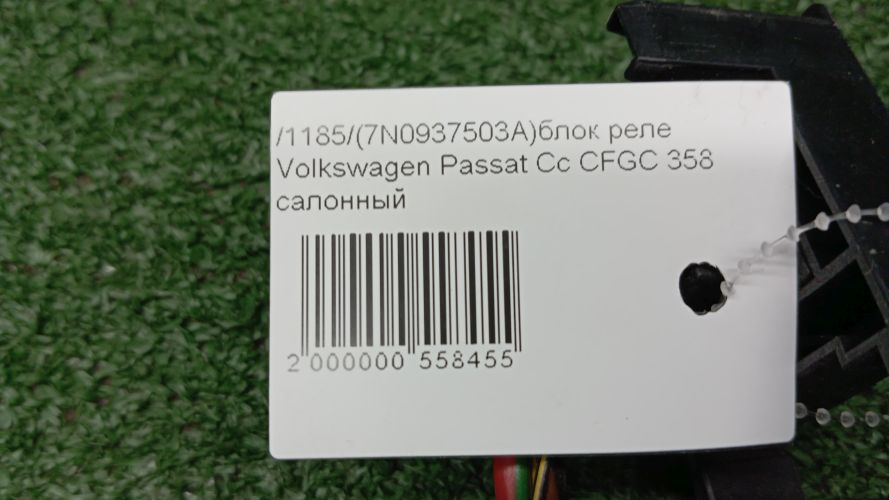 /1185/(7N0937503A)блок реле
Volkswagen Passat Cc CFGC 358
салонный
2 000000 558455